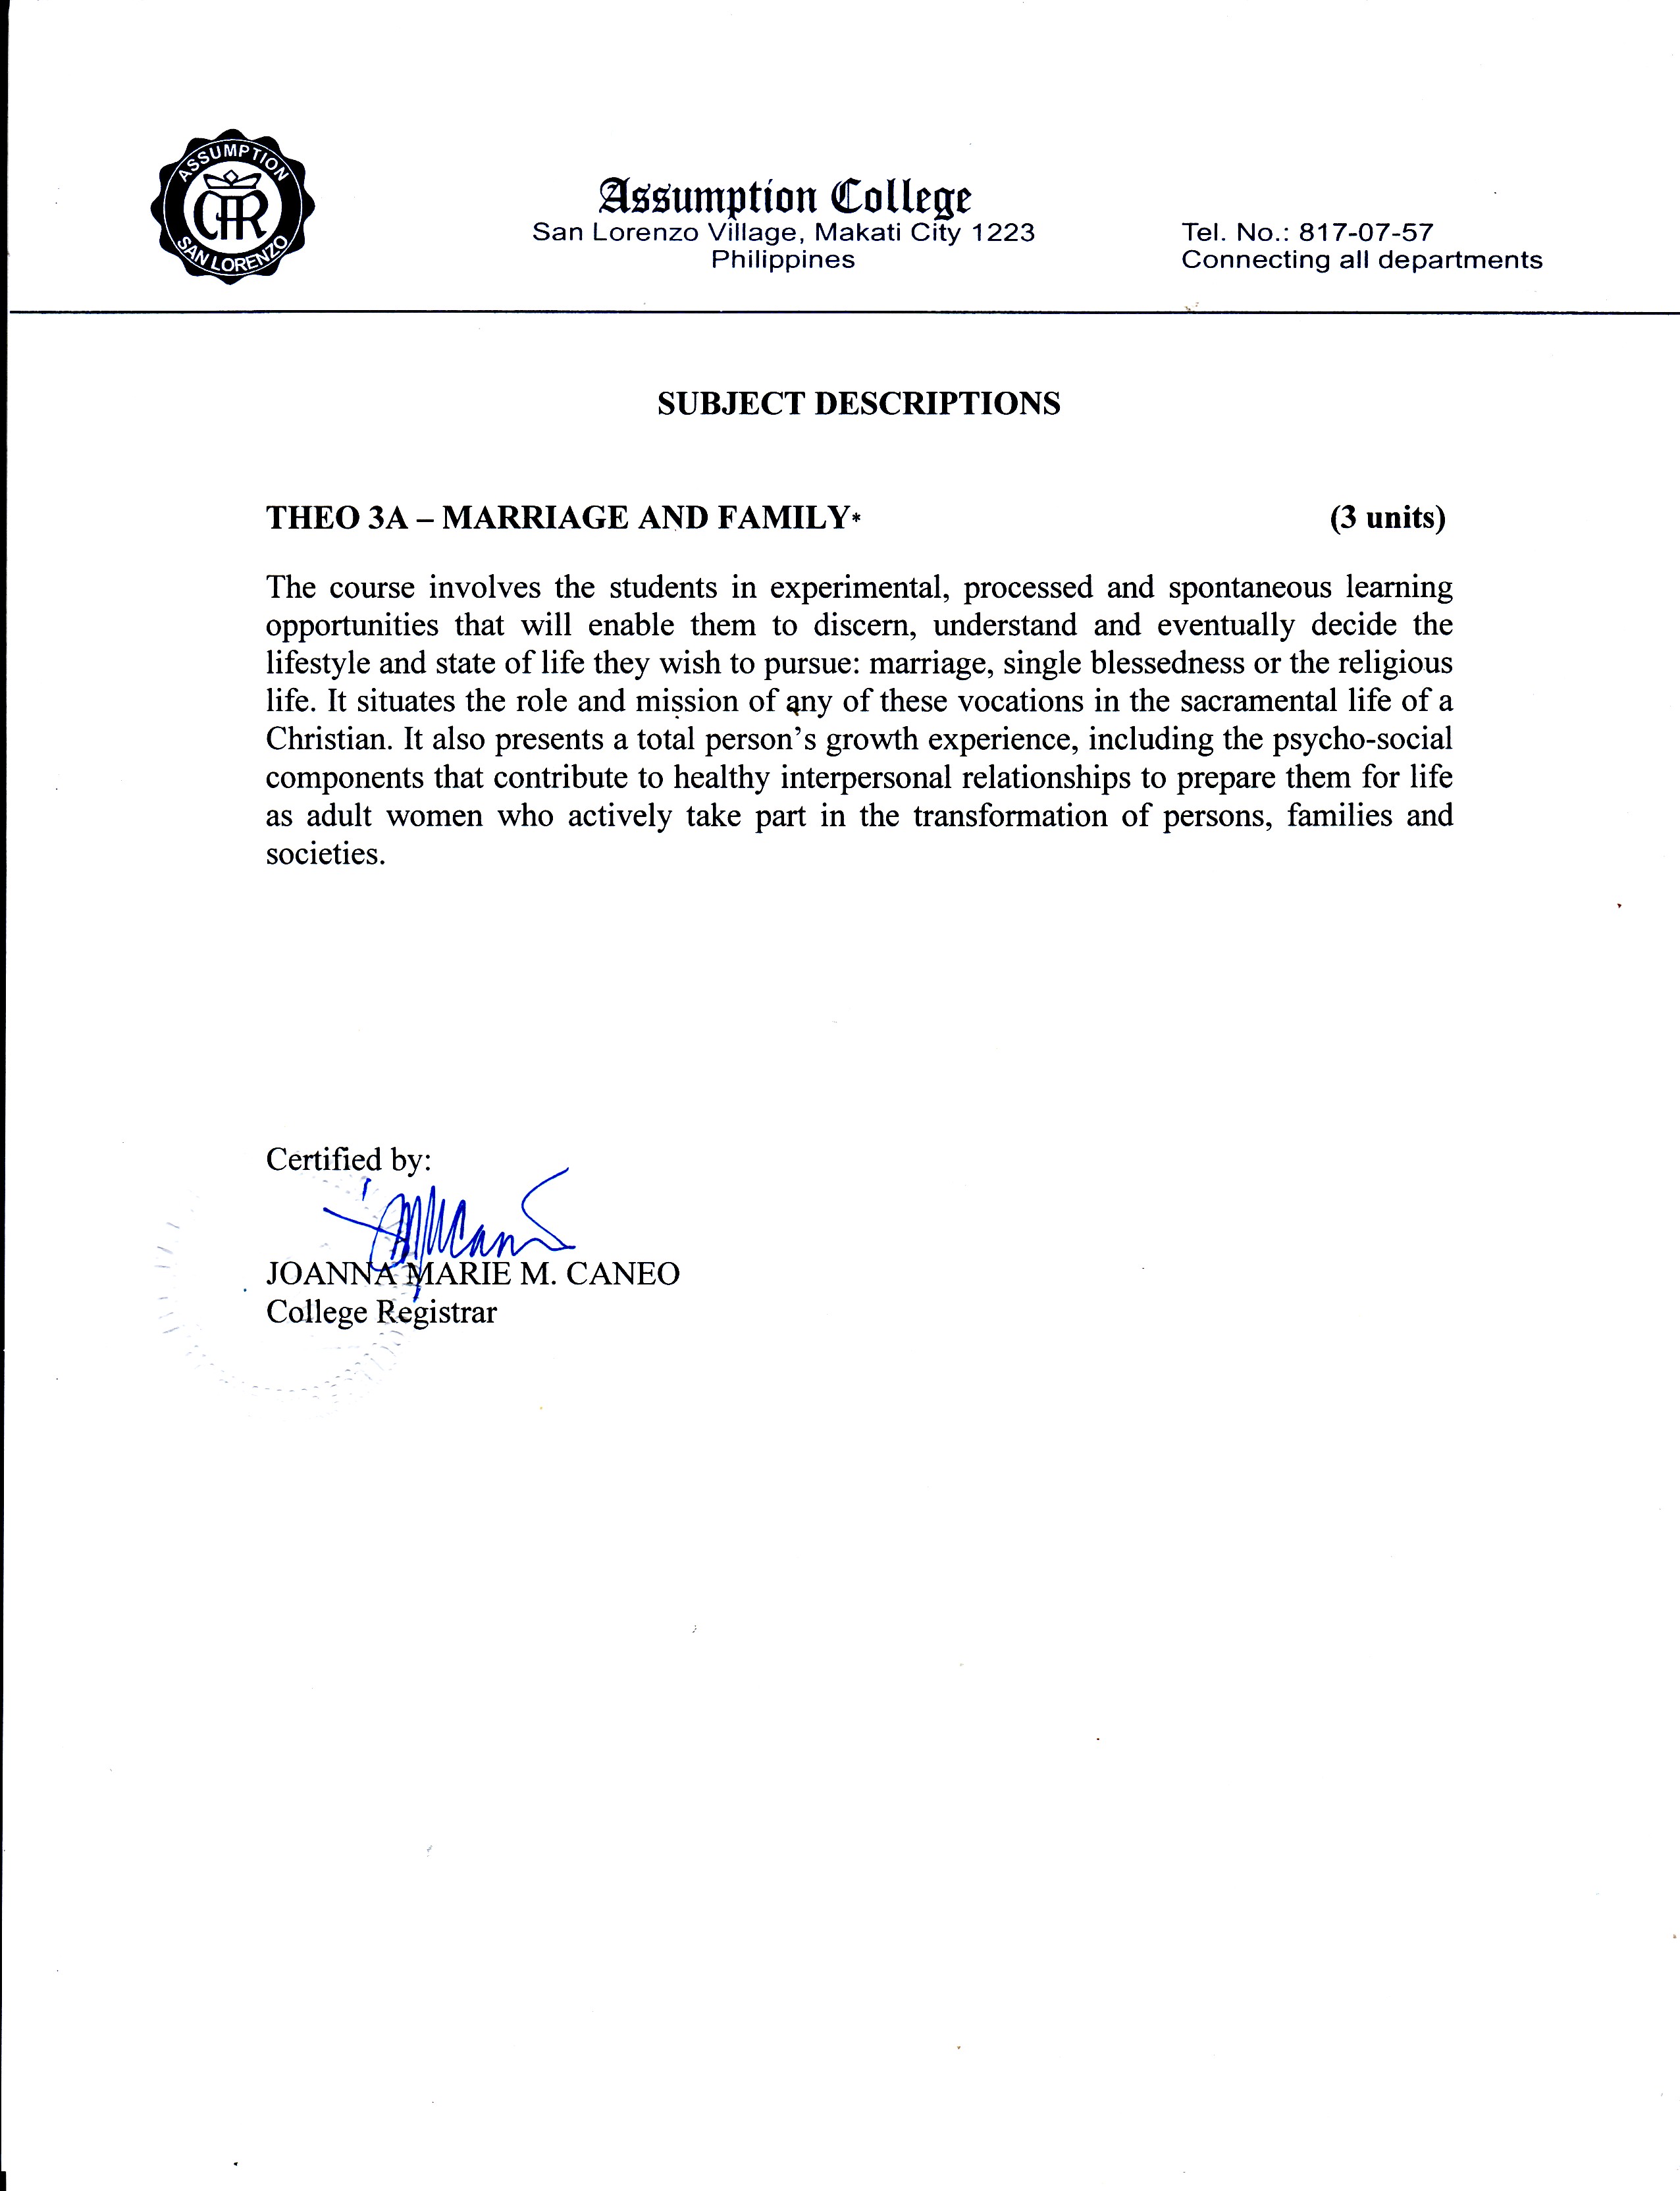 ASSUMPTION
SAN LORENZO
Assumption College
San Lorenzo Village, Makati City 1223
Philippines
Tel. No.: 817-07-57
Connecting all departments
SUBJECT DESCRIPTIONS
THEO 3A – MARRIAGE AND FAMILY* (3 units)
The course involves the students in experimental, processed and spontaneous learning
opportunities that will enable them to discern, understand and eventually decide the
lifestyle and state of life they wish to pursue: marriage, single blessedness or the religious
life. It situates the role and mission of any of these vocations in the sacramental life of a
Christian. It also presents a total person's growth experience, including the psycho-social
components that contribute to healthy interpersonal relationships to prepare them for life
as adult women who actively take part in the transformation of persons, families and
societies.
Certified by:
JOANNA MARIE M. CANEO
College Registrar